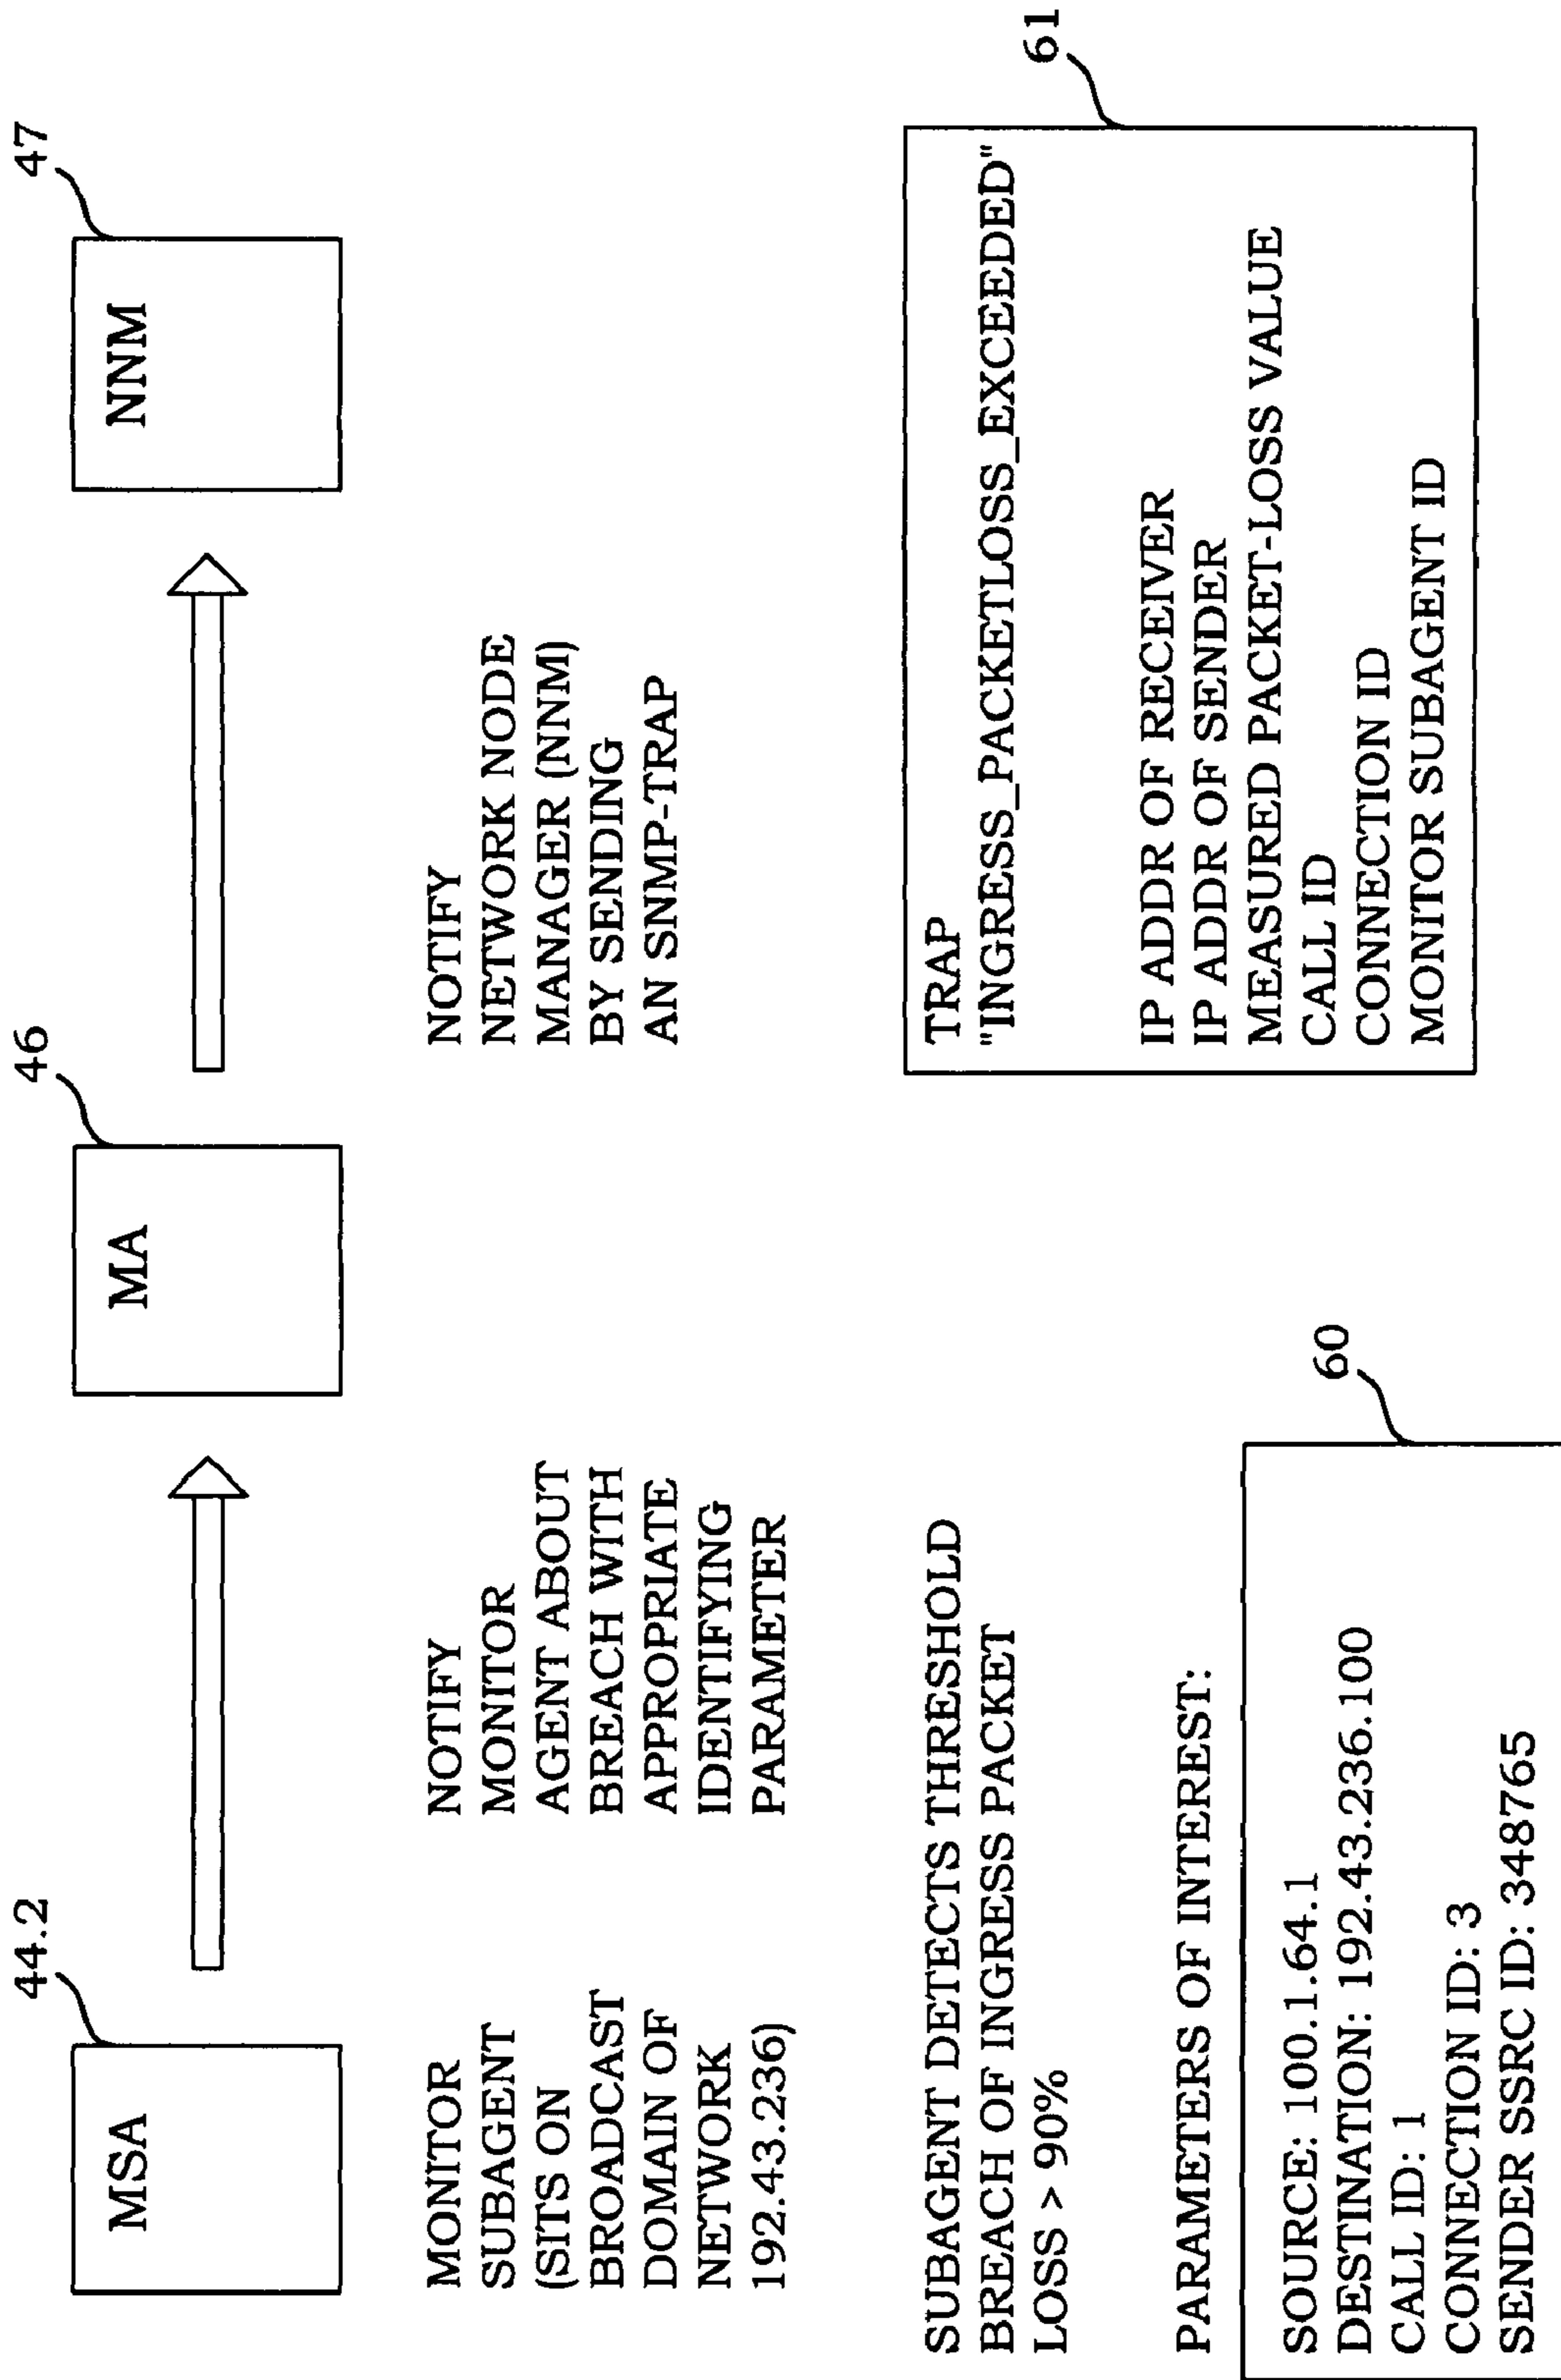 44.2
MSA
46
MA
47
NNM
MONITOR
SUBAGENT
(SITS ON
BROADCAST
DOMAIN OF
NETWORK
192.43.236)
NOTIFY
MONITOR
AGENT ABOUT
BREACH WITH
APPROPRIATE
IDENTIFYING
PARAMETER
NOTIFY
NETWORK NODE
MANAGER (NNM)
BY SENDING
AN SNMP-TRAP
SUBAGENT DETECTS THRESHOLD
BREACH OF INGRESS PACKET
LOSS > 90%
PARAMETERS OF INTEREST:
60
SOURCE: 100.1.64.1
DESTINATION: 192.43.236.100
CALL ID: 1
CONNECTION ID: 3
SENDER SSRC ID: 348765
61
TRAP
"INGRESS_PACKETLOSS_EXCEEDED"
IP ADDR OF RECEIVER
IP ADDR OF SENDER
MEASURED PACKET-LOSS VALUE
CALL ID
CONNECTION ID
MONITOR SUBAGENT ID